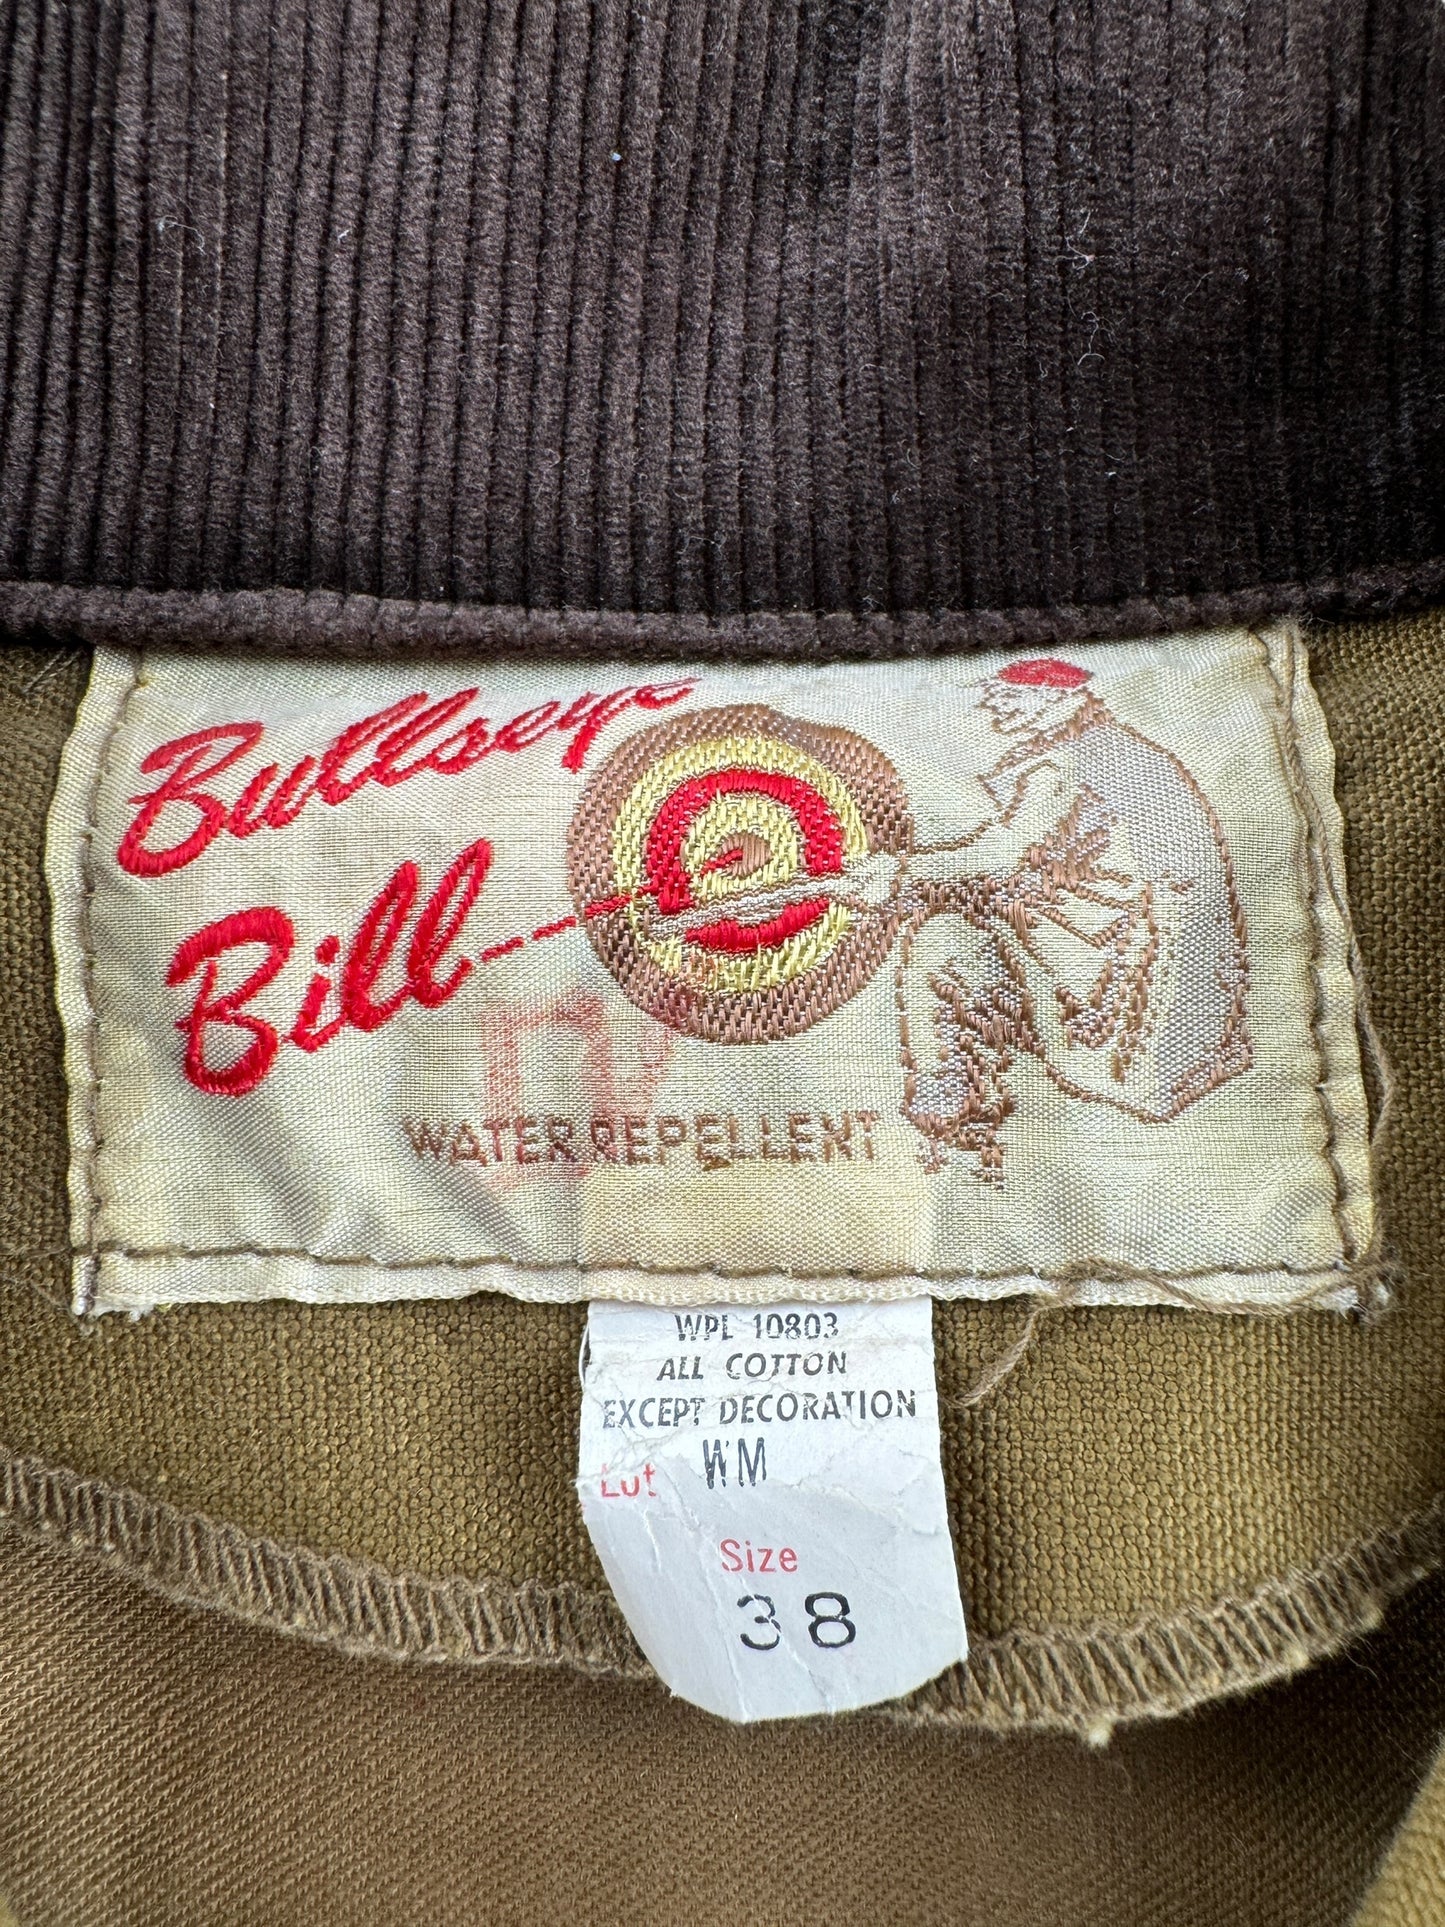 Bullseye
Bill
WATER REPELLENT
WPL 10803
ALL COTTON
EXCEPT DECORATION
Lot WM
Size
38